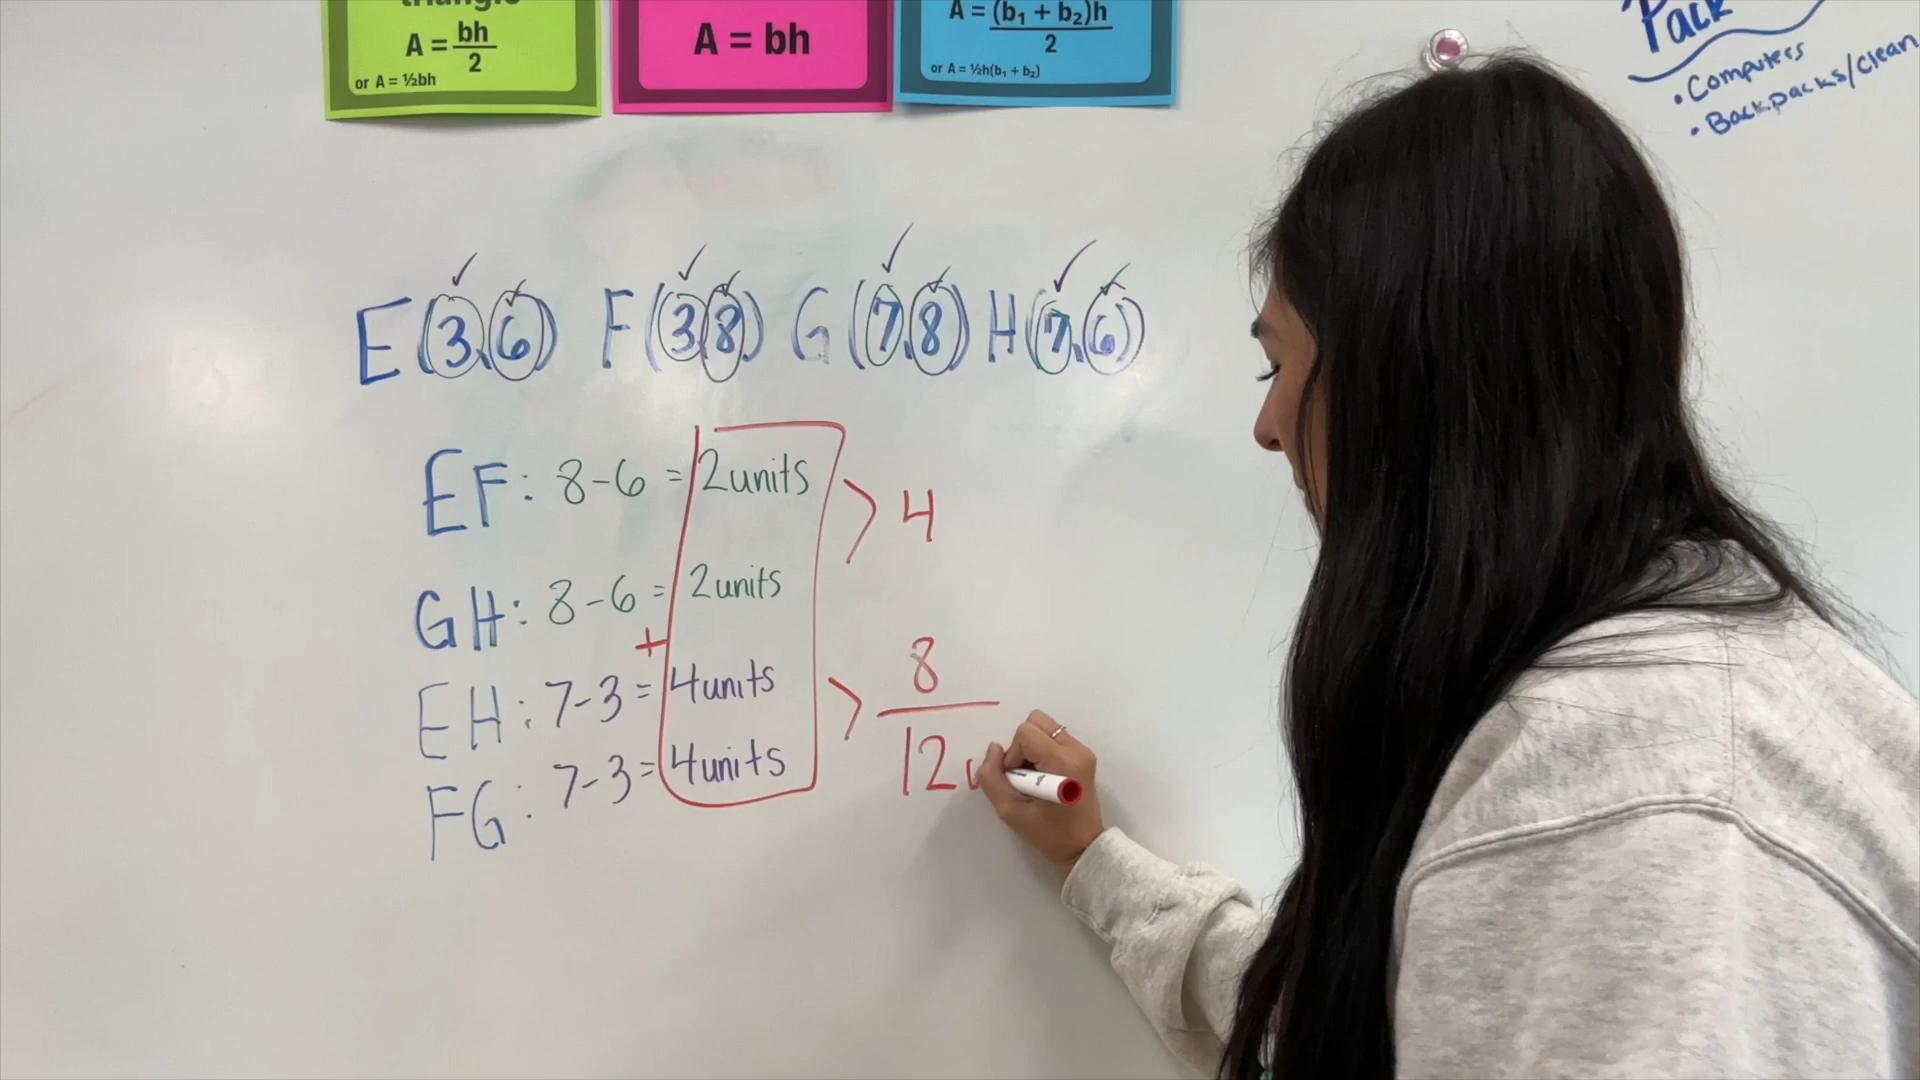 triangle
A = bh/2
or A = ½bh
A = bh
A = (b₁ + b₂)h/2
or A = ½h(b₁ + b₂)
Pack
• Computers
• Backpacks/clean
E(3,6) F(3,8) G(7,8) H(7,6)
EF: 8-6 = 2units
> 4
GH: 8-6 = 2units
+
EH: 7-3 = 4units
> 8
FG: 7-3 = 4units
12u